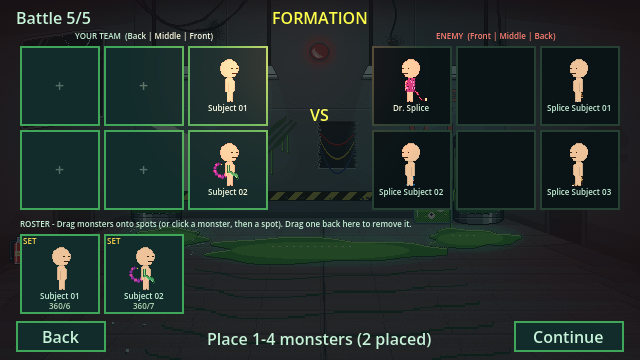 Battle 5/5
FORMATION
YOUR TEAM (Back | Middle | Front)
ENEMY (Front | Middle | Back)
+
Subject 01
Dr. Splice
Splice Subject 01
VS
+
+
+
Subject 02
Splice Subject 02
Splice Subject 03
ROSTER - Drag monsters onto spots (or click a monster, then a spot). Drag one back here to remove it.
SET
SET
Subject 01
Subject 02
360/6
360/7
Back
Place 1-4 monsters (2 placed)
Continue